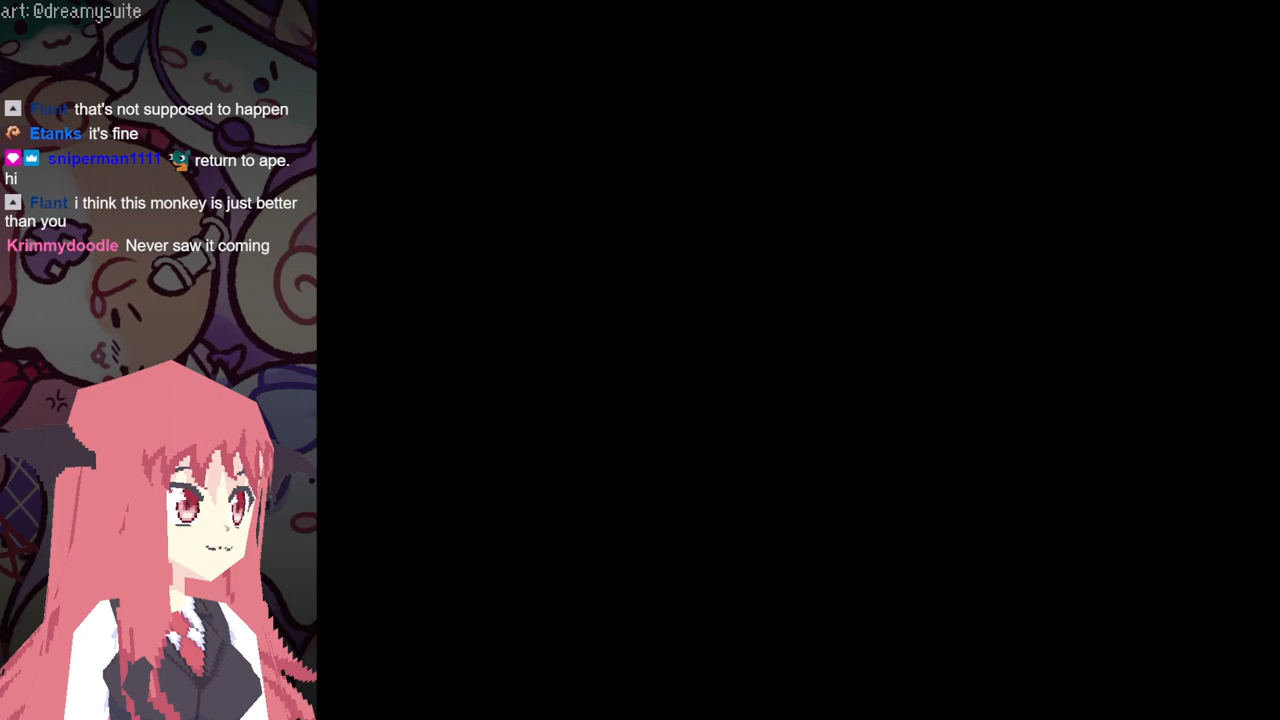 art: @dreamysuite
Flant that's not supposed to happen
Etanks it's fine
sniperman1111 return to ape.
hi
Flant i think this monkey is just better
than you
Krimmydoodle Never saw it coming